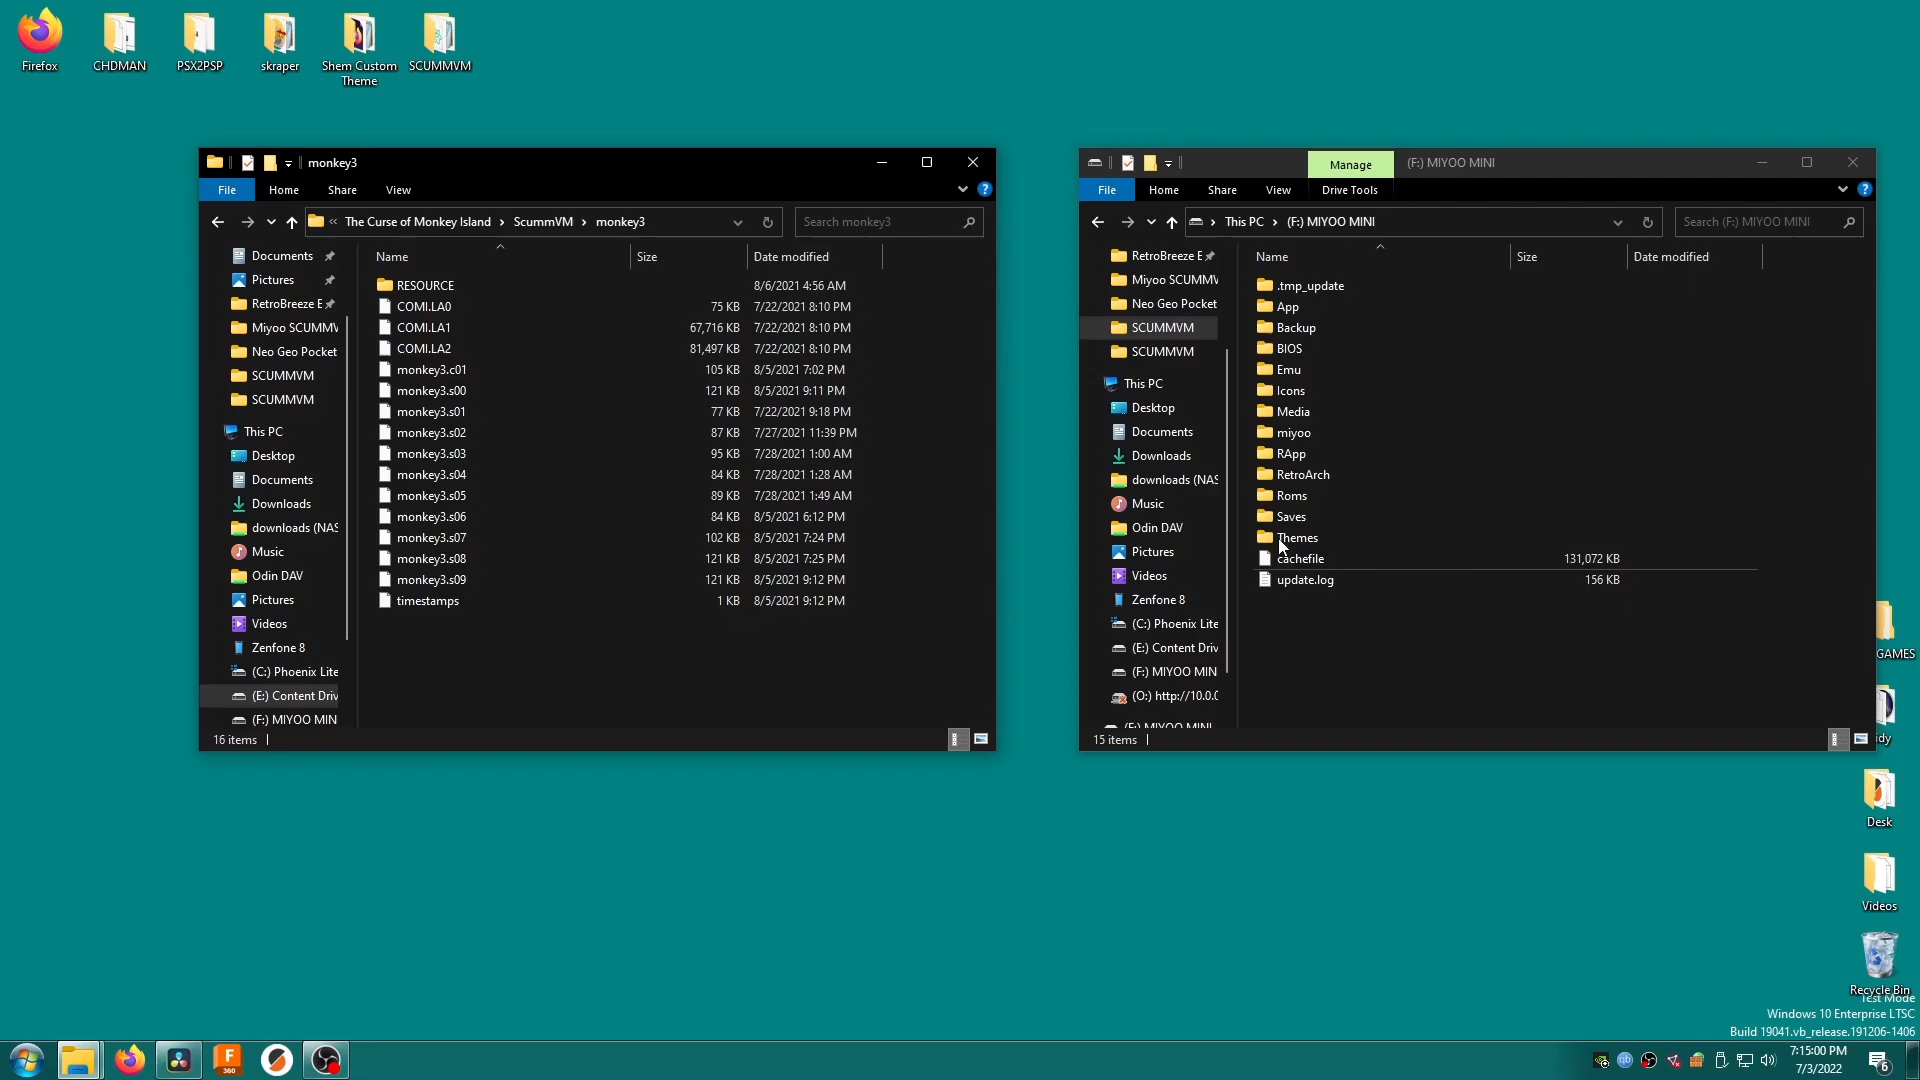 Firefox
CHDMAN
PSX2PSP
skraper
Shem Custom
Theme
SCUMMVM
monkey3
File
Home
Share
View
The Curse of Monkey Island
ScummVM
monkey3
Search monkey3
Documents
Pictures
RetroBreeze E
Miyoo SCUMMV
Neo Geo Pocket
SCUMMVM
SCUMMVM
This PC
Desktop
Documents
Downloads
downloads (NAS
Music
Odin DAV
Pictures
Videos
Zenfone 8
(C:) Phoenix Lite
(E:) Content Driv
(F:) MIYOO MIN
Name Size Date modified
RESOURCE 8/6/2021 4:56 AM
COMI.LA0 75 KB 7/22/2021 8:10 PM
COMI.LA1 67,716 KB 7/22/2021 8:10 PM
COMI.LA2 81,497 KB 7/22/2021 8:10 PM
monkey3.c01 105 KB 8/5/2021 7:02 PM
monkey3.s00 121 KB 8/5/2021 9:11 PM
monkey3.s01 77 KB 7/22/2021 9:18 PM
monkey3.s02 87 KB 7/27/2021 11:39 PM
monkey3.s03 95 KB 7/28/2021 1:00 AM
monkey3.s04 84 KB 7/28/2021 1:28 AM
monkey3.s05 89 KB 7/28/2021 1:49 AM
monkey3.s06 84 KB 8/5/2021 6:12 PM
monkey3.s07 102 KB 8/5/2021 7:24 PM
monkey3.s08 121 KB 8/5/2021 7:25 PM
monkey3.s09 121 KB 8/5/2021 9:12 PM
timestamps 1 KB 8/5/2021 9:12 PM
16 items
Manage
(F:) MIYOO MINI
File
Home
Share
View
Drive Tools
This PC
(F:) MIYOO MINI
Search (F:) MIYOO MINI
RetroBreeze E
Miyoo SCUMMV
Neo Geo Pocket
SCUMMVM
SCUMMVM
This PC
Desktop
Documents
Downloads
downloads (NAS
Music
Odin DAV
Pictures
Videos
Zenfone 8
(C:) Phoenix Lite
(E:) Content Driv
(F:) MIYOO MIN
(O:) http://10.0.0
(F:) MIYOO MINI
Name Size Date modified
.tmp_update
App
Backup
BIOS
Emu
Icons
Media
miyoo
RApp
RetroArch
Roms
Saves
Themes
cachefile 131,072 KB
update.log 156 KB
15 items
GAMES
idy
Desk
Videos
Recycle Bin
Test Mode
Windows 10 Enterprise LTSC
Build 19041.vb_release.191206-1406
F
360
qb
7:15:00 PM
7/3/2022
6